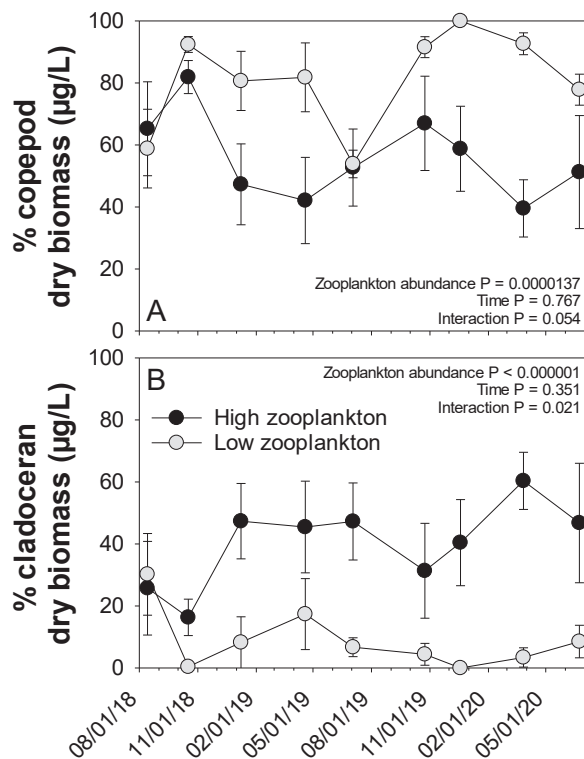 % copepod
dry biomass (µg/L)
100
80
60
40
20
0
A
Zooplankton abundance P = 0.0000137
Time P = 0.767
Interaction P = 0.054
% cladoceran
dry biomass (µg/L)
100
80
60
40
20
0
B
Zooplankton abundance P < 0.000001
Time P = 0.351
Interaction P = 0.021
High zooplankton
Low zooplankton
08/01/18
11/01/18
02/01/19
05/01/19
08/01/19
11/01/19
02/01/20
05/01/20